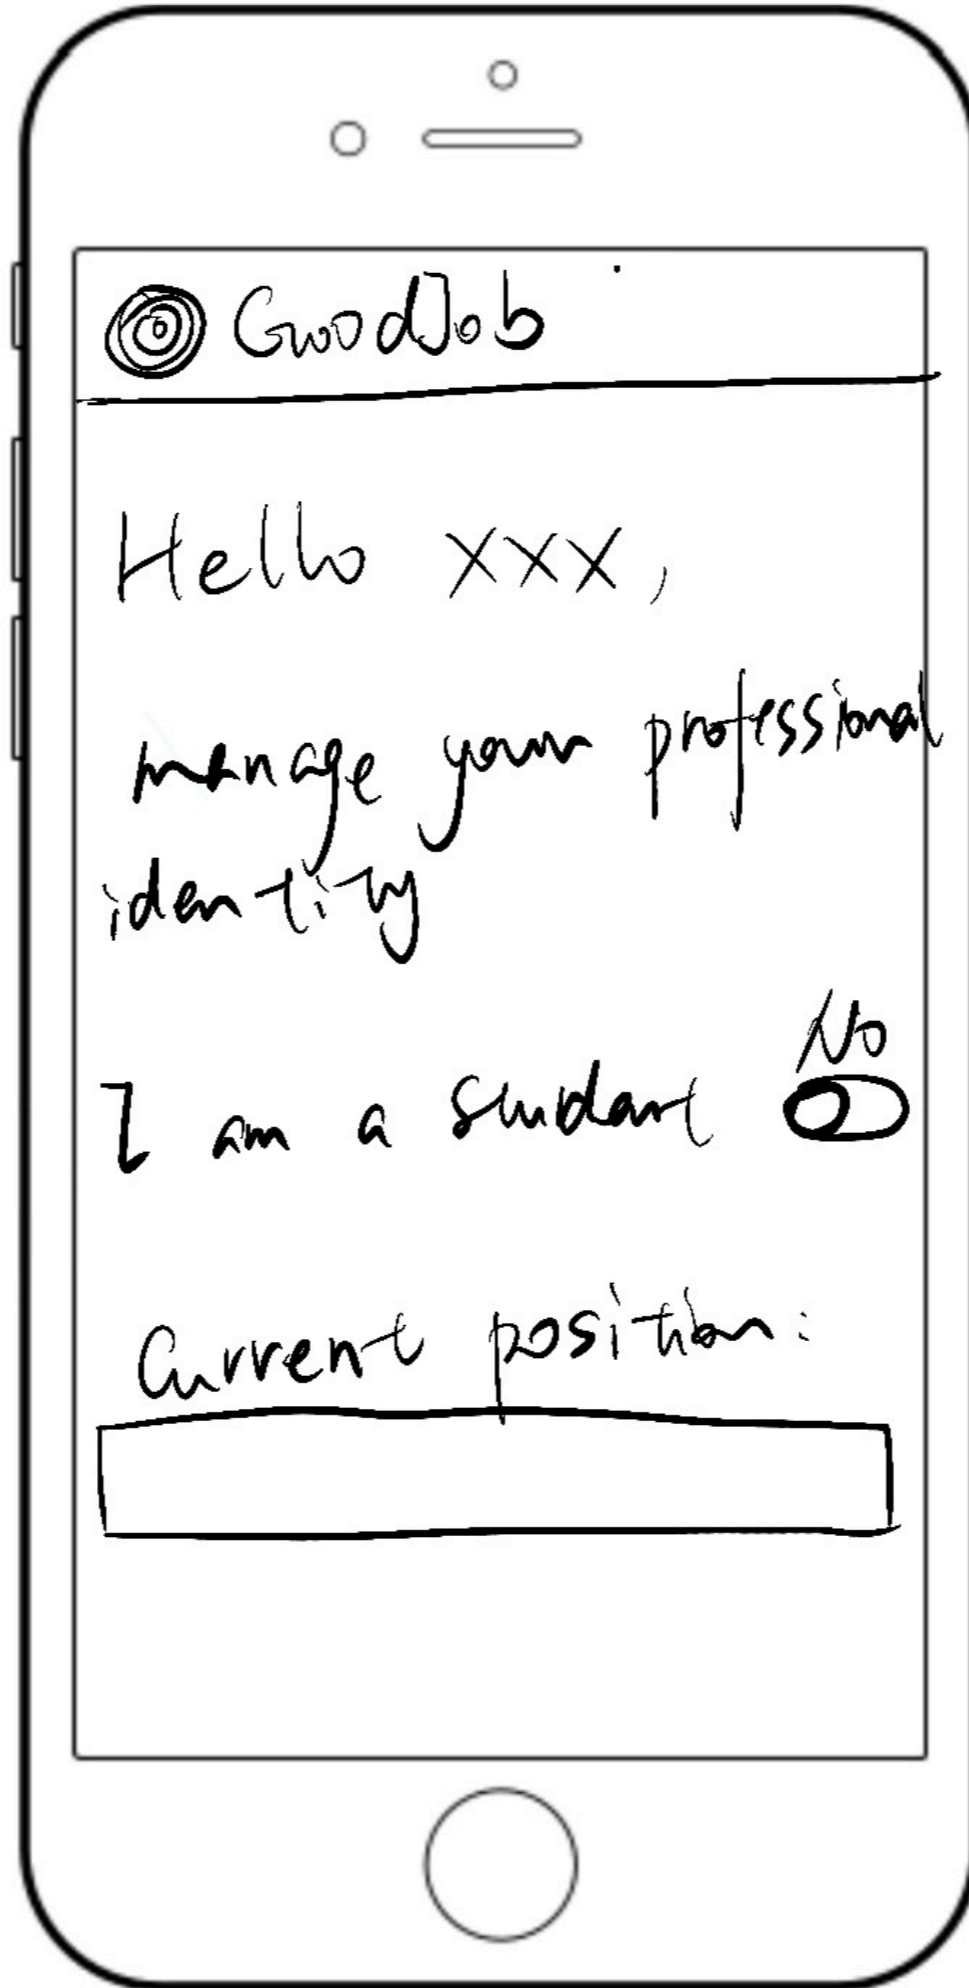 GoodJob
Hello XXX,
manage your professional
identity
No
I am a student
Current position: